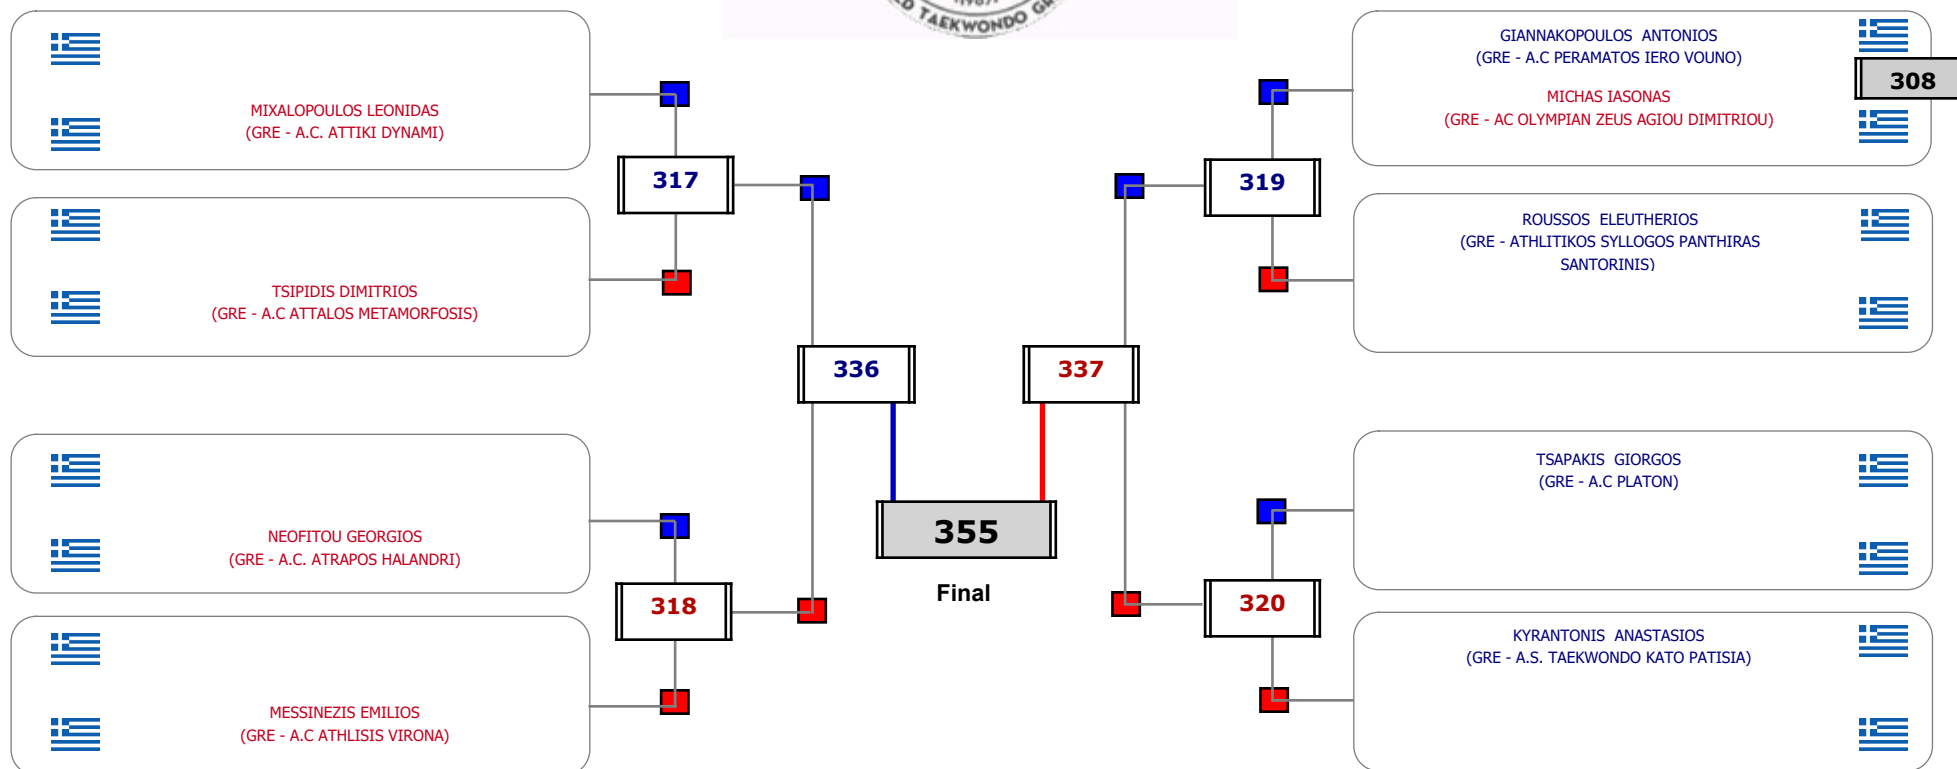 TAEKWONDO
MIXALOPOULOS LEONIDAS
(GRE - A.C. ATTIKI DYNAMI)
317
TSIPIDIS DIMITRIOS
(GRE - A.C ATTALOS METAMORFOSIS)
336
NEOFITOU GEORGIOS
(GRE - A.C. ATRAPOS HALANDRI)
318
MESSINEZIS EMILIOS
(GRE - A.C ATHLISIS VIRONA)
355
Final
GIANNAKOPOULOS ANTONIOS
(GRE - A.C PERAMATOS IERO VOUNO)
308
MICHAS IASONAS
(GRE - AC OLYMPIAN ZEUS AGIOU DIMITRIOU)
319
ROUSSOS ELEUTHERIOS
(GRE - ATHLITIKOS SYLLOGOS PANTHIRAS
SANTORINIS)
337
TSAPAKIS GIORGOS
(GRE - A.C PLATON)
320
KYRANTONIS ANASTASIOS
(GRE - A.S. TAEKWONDO KATO PATISIA)